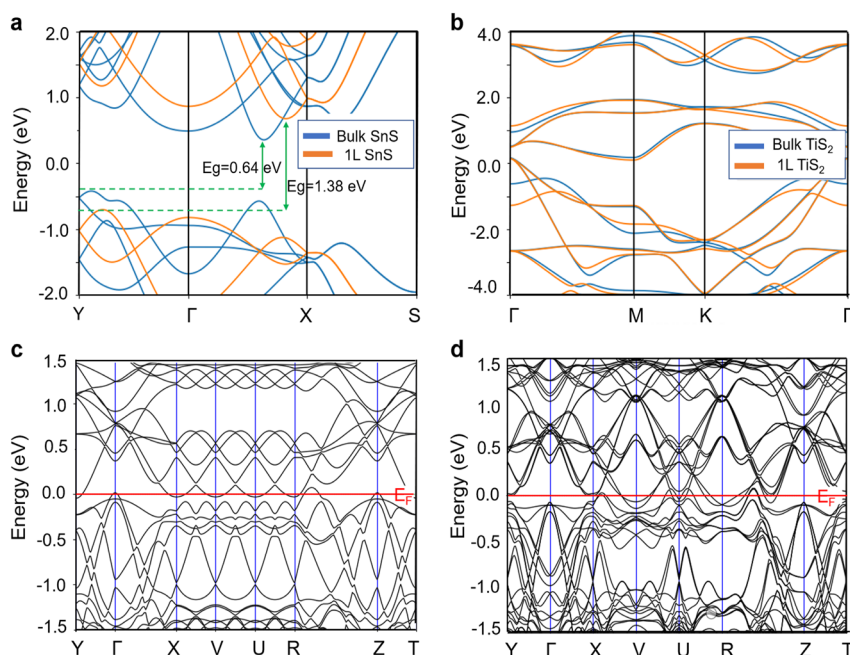 a
2.0
1.0
0.0
-1.0
-2.0
Energy (eV)
Bulk SnS
1L SnS
Eg=0.64 eV
Eg=1.38 eV
Y Γ X S
b
4.0
2.0
0.0
-2.0
-4.0
Energy (eV)
Bulk TiS₂
1L TiS₂
Γ M K Γ
c
1.5
1.0
0.5
0.0
-0.5
-1.0
-1.5
Energy (eV)
E_F
Y Γ X V U R Z T
d
1.5
1.0
0.5
0.0
-0.5
-1.0
-1.5
Energy (eV)
E_F
Y Γ X V U R Z T